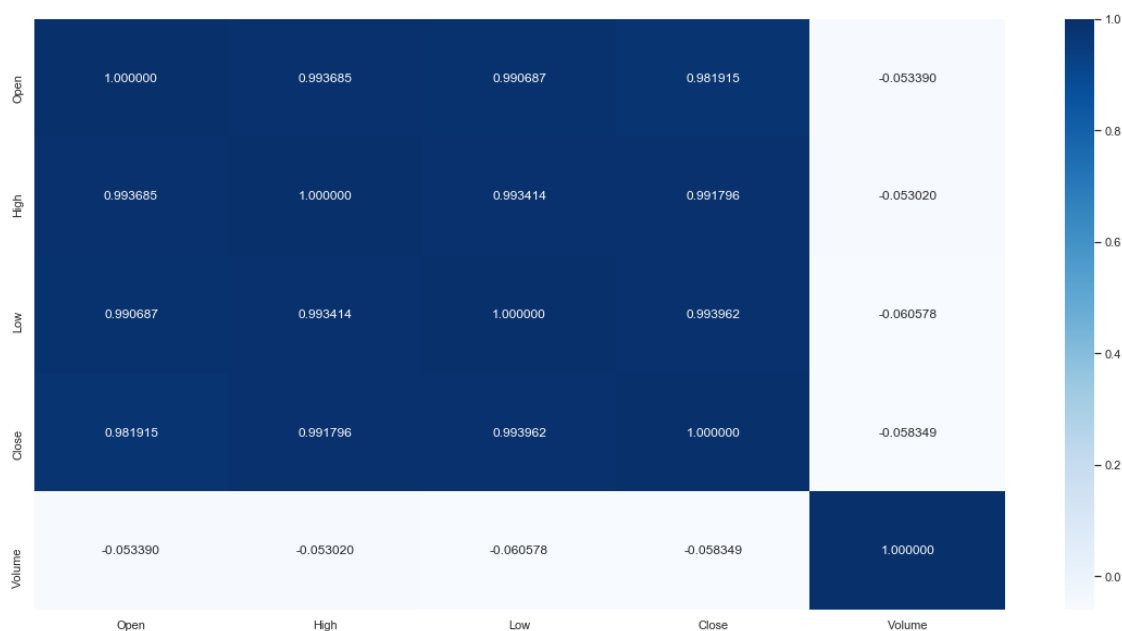 1.0
Open 1.000000 0.993685 0.990687 0.981915 -0.053390
0.8
High 0.993685 1.000000 0.993414 0.991796 -0.053020
0.6
Low 0.990687 0.993414 1.000000 0.993962 -0.060578
0.4
Close 0.981915 0.991796 0.993962 1.000000 -0.058349
0.2
Volume -0.053390 -0.053020 -0.060578 -0.058349 1.000000
0.0
Open High Low Close Volume